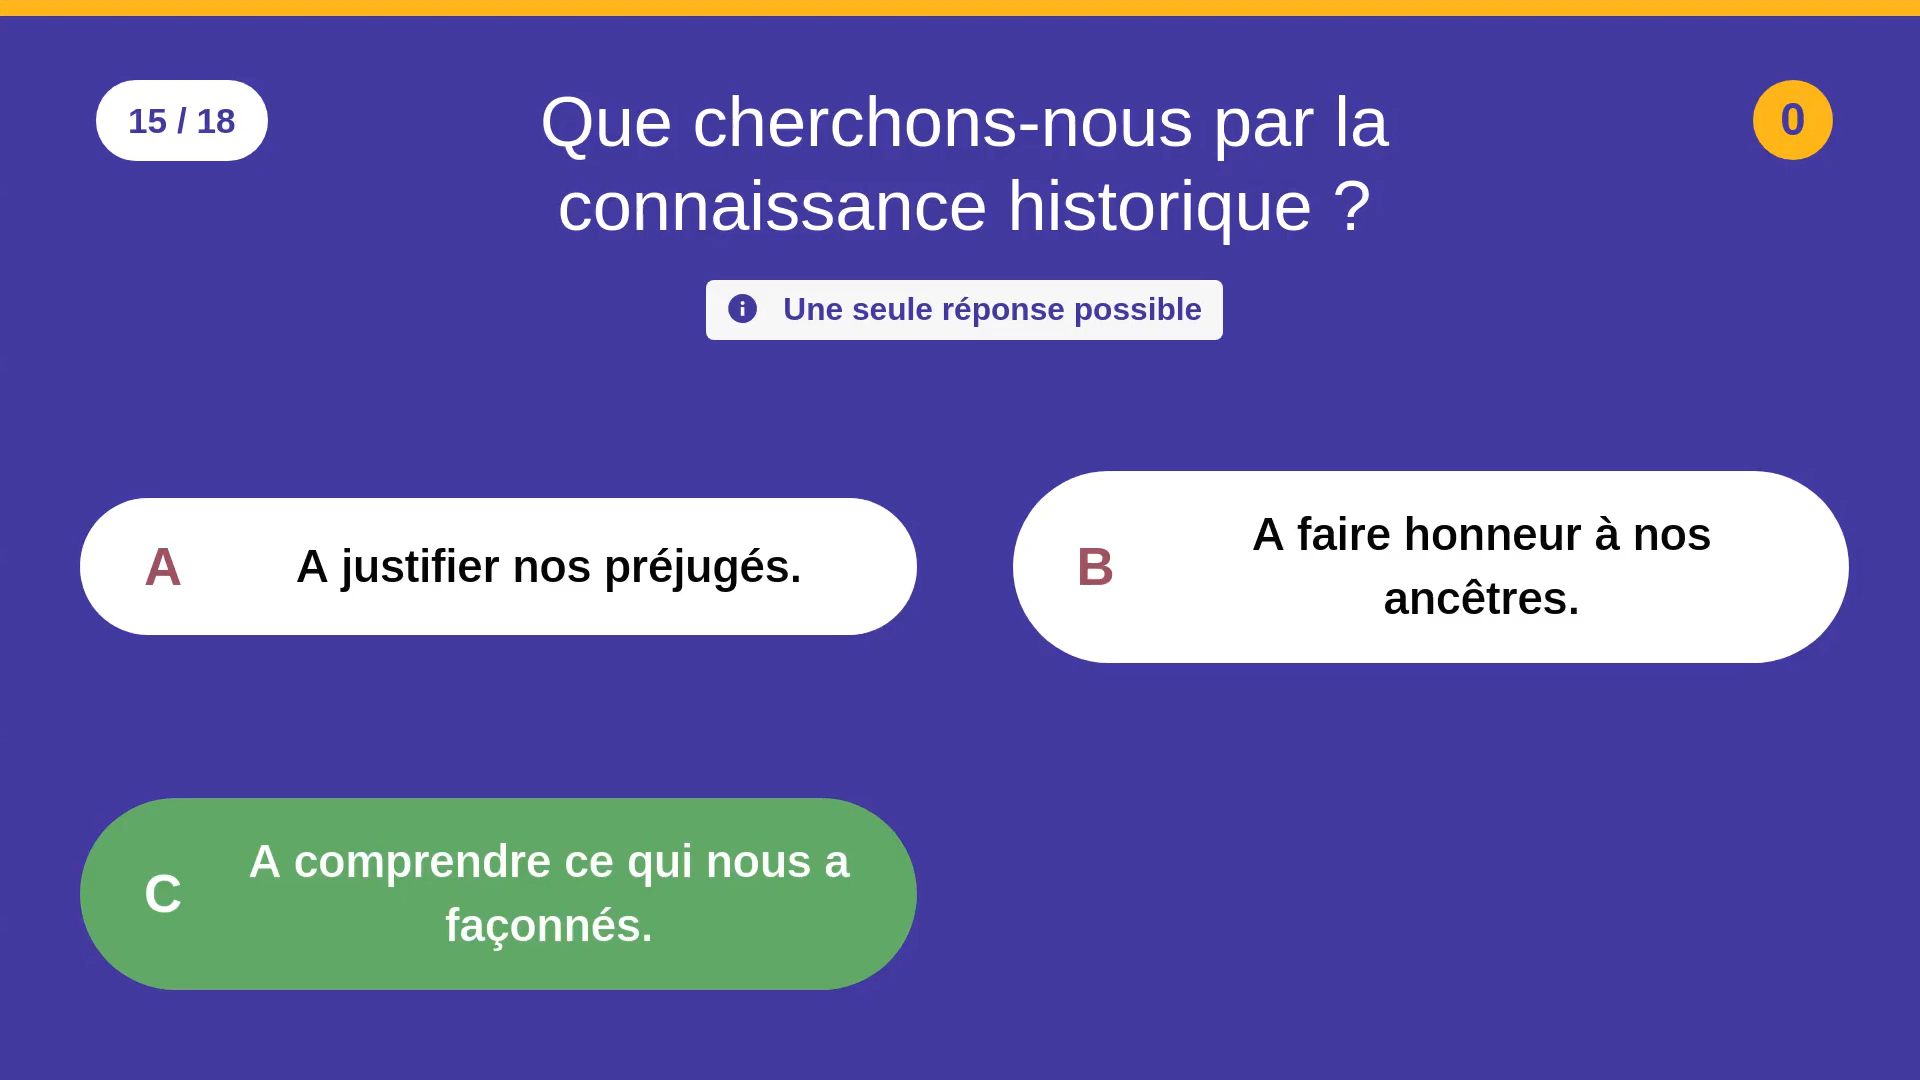 15 / 18
Que cherchons-nous par la
connaissance historique ?
0
Une seule réponse possible
A
A justifier nos préjugés.
B
A faire honneur à nos
ancêtres.
C
A comprendre ce qui nous a
façonnés.